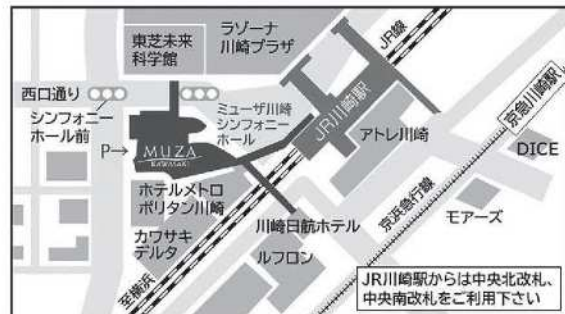 ラゾーナ
川崎プラザ
東芝未来
科学館
JR線
西口通り
シンフォニー
ホール前
ミューザ川崎
シンフォニー
ホール
JR川崎駅
京急川崎駅
P→
MUZA
KAWASAKI
アトレ川崎
DICE
ホテルメトロ
ポリタン川崎
京浜急行線
モアーズ
川崎日航ホテル
カワサキ
デルタ
ルフロン
至横浜
JR川崎駅からは中央北改札、
中央南改札をご利用下さい